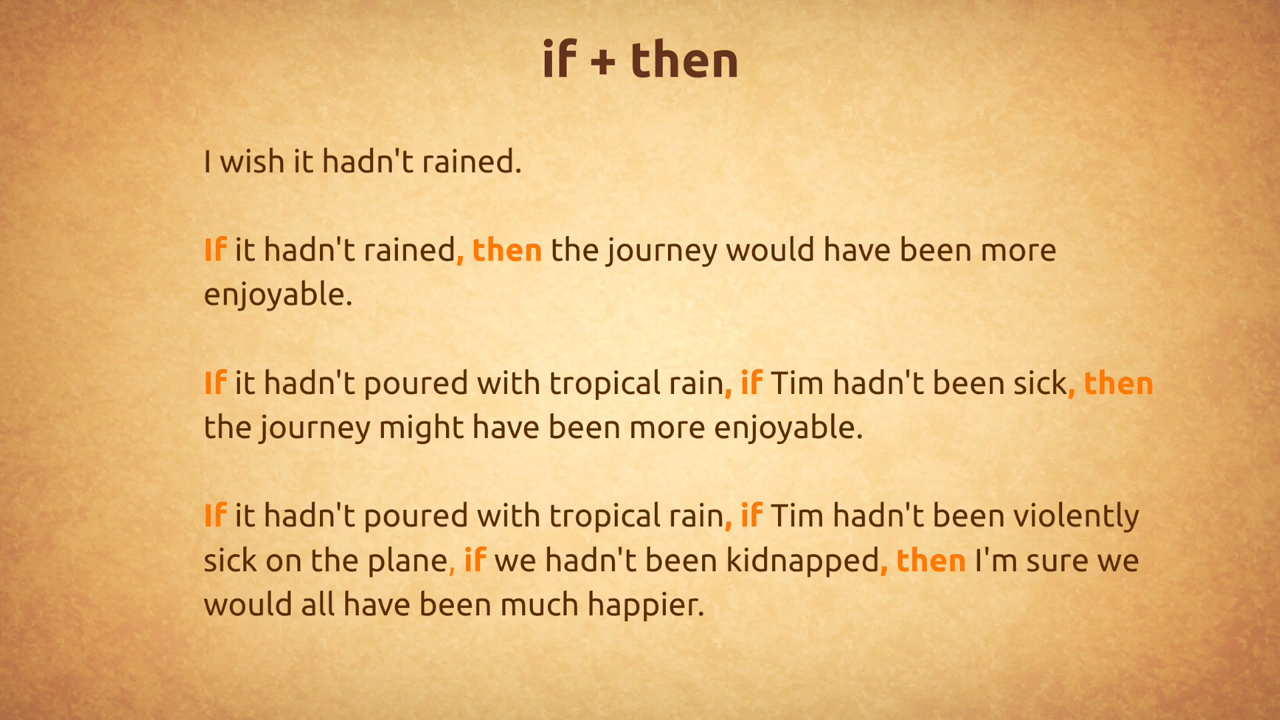 if + then
I wish it hadn't rained.
If it hadn't rained, then the journey would have been more
enjoyable.
If it hadn't poured with tropical rain, if Tim hadn't been sick, then
the journey might have been more enjoyable.
If it hadn't poured with tropical rain, if Tim hadn't been violently
sick on the plane, if we hadn't been kidnapped, then I'm sure we
would all have been much happier.